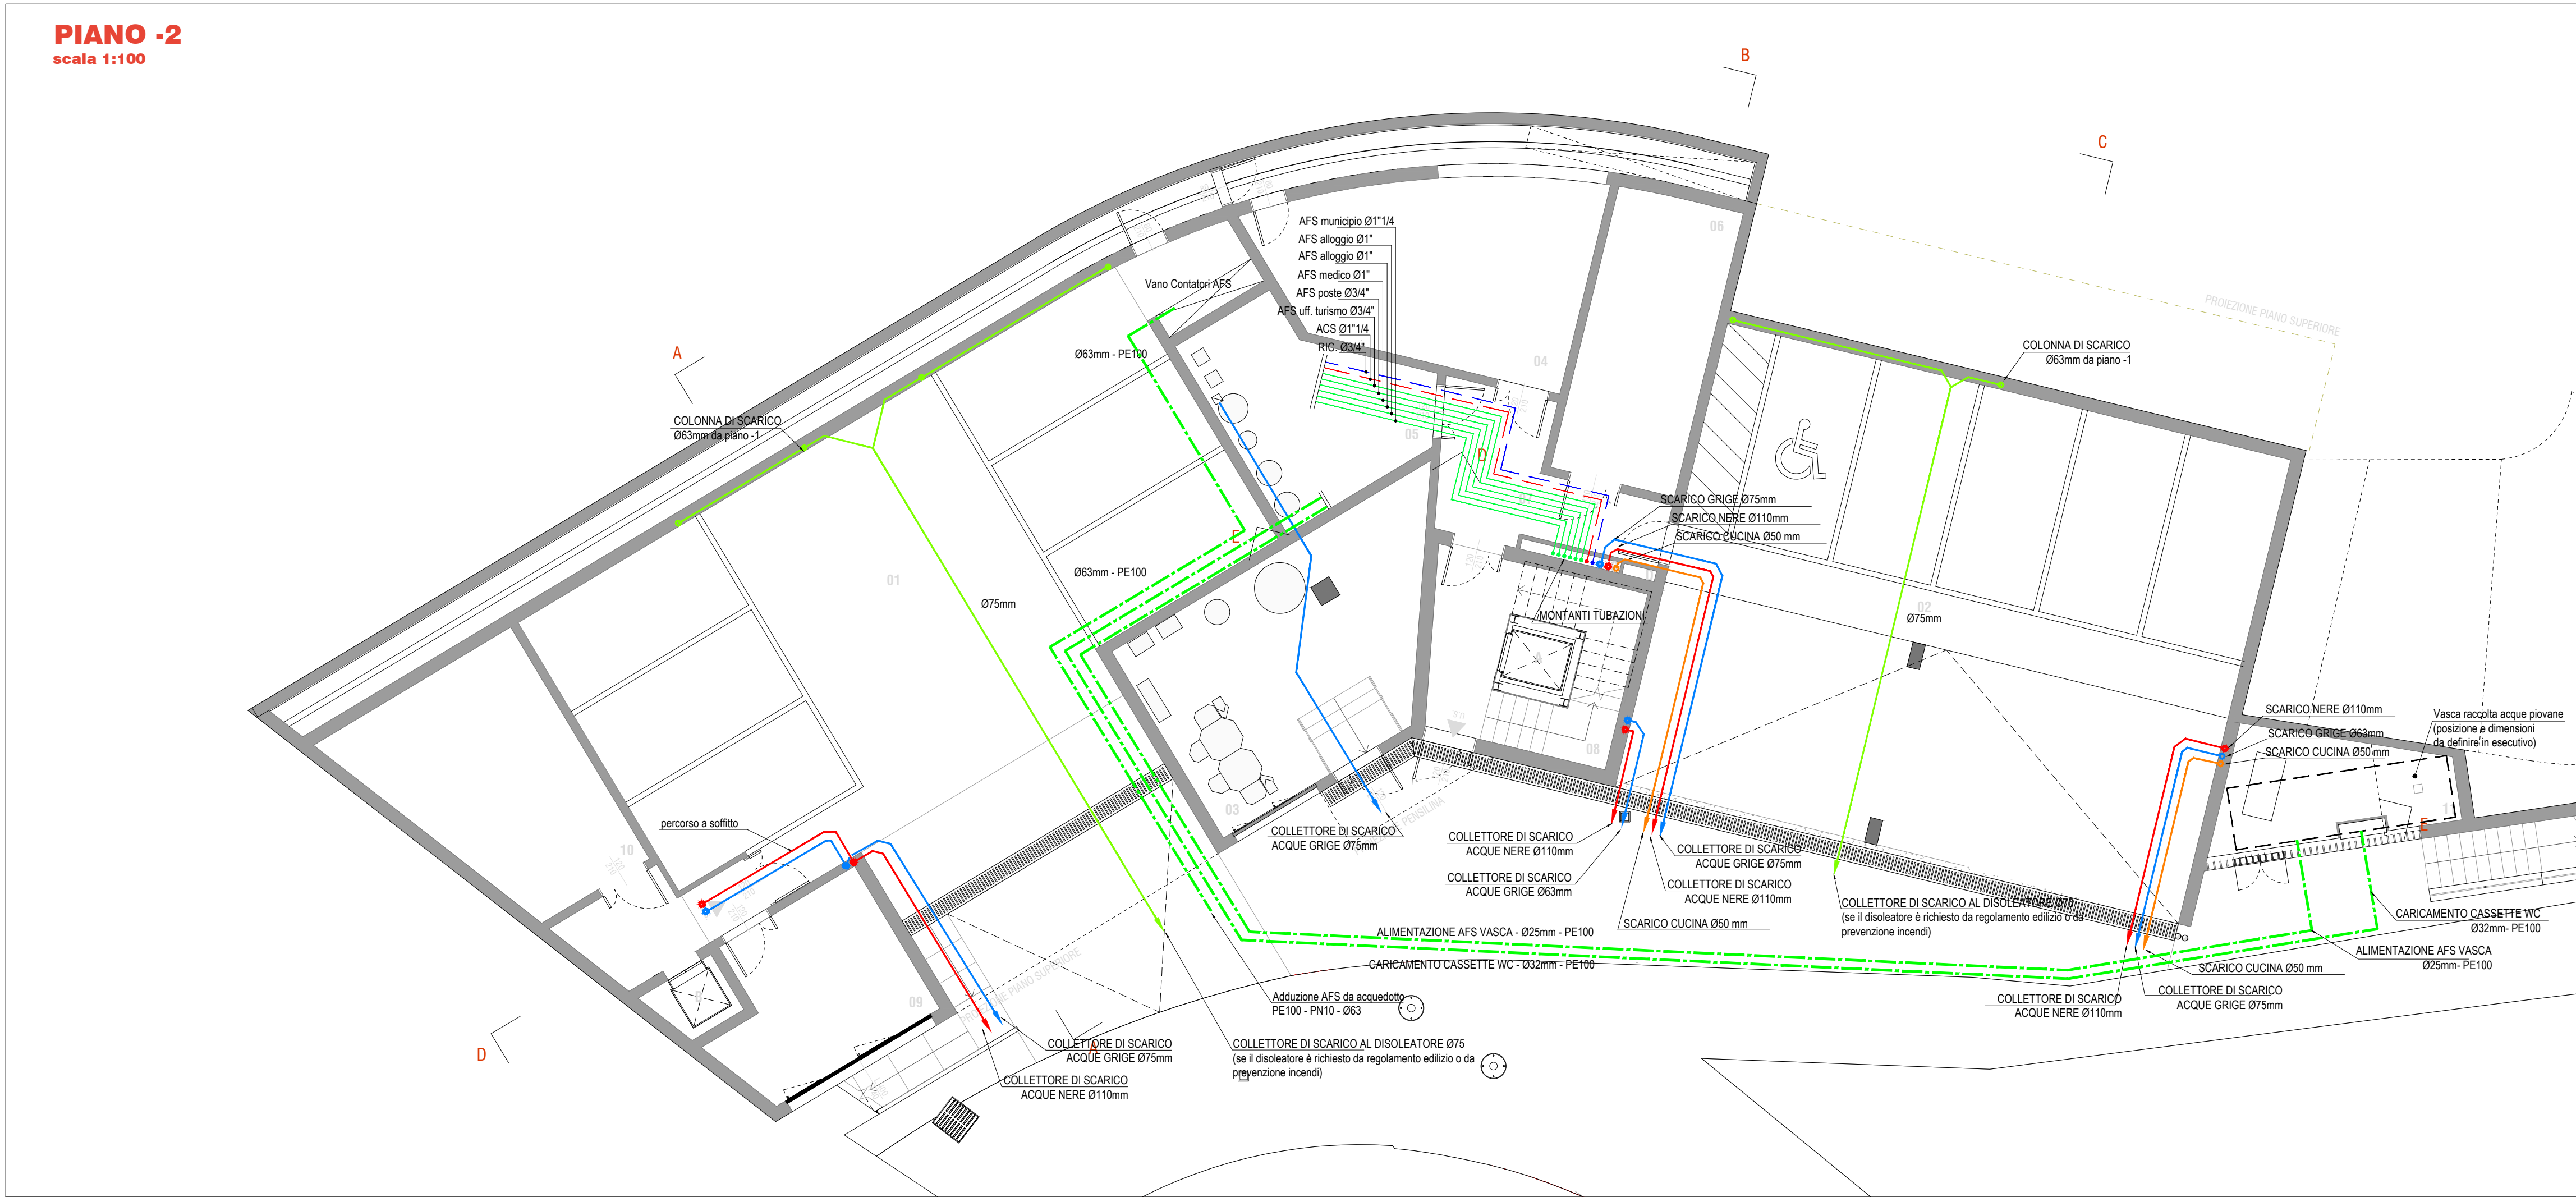 PIANO -2
scala 1:100
B
C
A
AFS municipio Ø1"1/4
AFS alloggio Ø1"
AFS alloggio Ø1"
AFS medico Ø1"
AFS poste Ø3/4"
AFS uff. turismo Ø3/4"
ACS Ø1"1/4
RIC. Ø3/4"
Vano Contatori AFS
Ø63mm - PE100
06
04
05
PROIEZIONE PIANO SUPERIORE
COLONNA DI SCARICO
Ø63mm da piano -1
COLONNA DI SCARICO
Ø63mm da piano -1
D
E
SCARICO GRIGE Ø75mm
SCARICO NERE Ø110mm
SCARICO CUCINA Ø50 mm
Ø63mm - PE100
01
Ø75mm
MONTANTI TUBAZIONI
02
Ø75mm
08
03
PENSILINA
SCARICO NERE Ø110mm
SCARICO GRIGE Ø63mm
SCARICO CUCINA Ø50 mm
Vasca raccolta acque piovane
(posizione e dimensioni
da definire in esecutivo)
E
percorso a soffitto
10
09
COLLETTORE DI SCARICO
ACQUE GRIGE Ø75mm
COLLETTORE DI SCARICO
ACQUE NERE Ø110mm
COLLETTORE DI SCARICO
ACQUE GRIGE Ø63mm
COLLETTORE DI SCARICO
ACQUE GRIGE Ø75mm
COLLETTORE DI SCARICO
ACQUE NERE Ø110mm
SCARICO CUCINA Ø50 mm
COLLETTORE DI SCARICO AL DISOLEATORE Ø75
(se il disoleatore è richiesto da regolamento edilizio o da
prevenzione incendi)
ALIMENTAZIONE AFS VASCA - Ø25mm - PE100
CARICAMENTO CASSETTE WC - Ø32mm - PE100
CARICAMENTO CASSETTE WC
Ø32mm- PE100
ALIMENTAZIONE AFS VASCA
Ø25mm- PE100
SCARICO CUCINA Ø50 mm
COLLETTORE DI SCARICO
ACQUE GRIGE Ø75mm
COLLETTORE DI SCARICO
ACQUE NERE Ø110mm
PROIEZIONE PIANO SUPERIORE
Adduzione AFS da acquedotto
PE100 - PN10 - Ø63
D
A
COLLETTORE DI SCARICO
ACQUE GRIGE Ø75mm
COLLETTORE DI SCARICO
ACQUE NERE Ø110mm
COLLETTORE DI SCARICO AL DISOLEATORE Ø75
(se il disoleatore è richiesto da regolamento edilizio o da
prevenzione incendi)